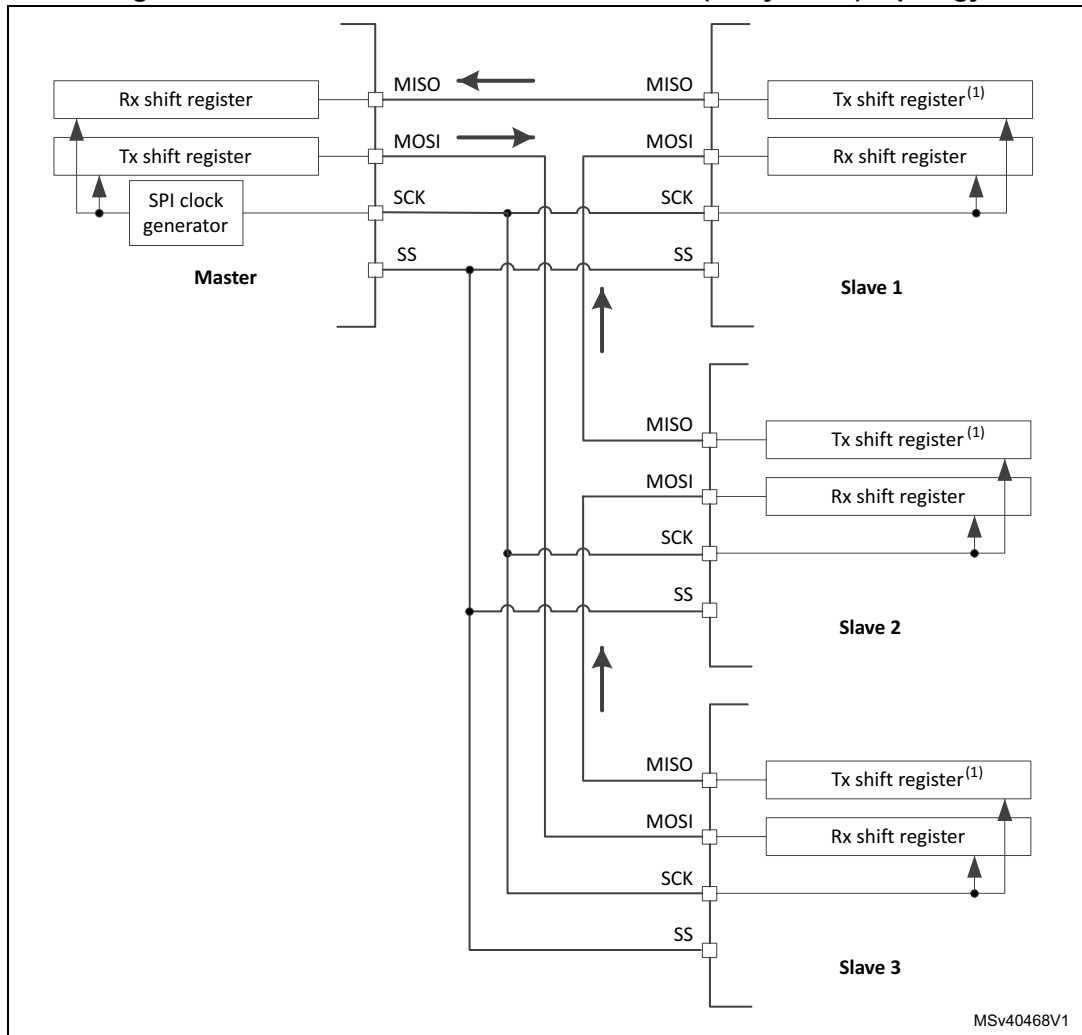 MISO
MISO
Rx shift register
Tx shift register(1)
MOSI
MOSI
Tx shift register
Rx shift register
SPI clock
generator
SCK
SCK
SS
SS
Master
Slave 1
MISO
Tx shift register(1)
MOSI
Rx shift register
SCK
SS
Slave 2
MISO
Tx shift register(1)
MOSI
Rx shift register
SCK
SS
Slave 3
MSv40468V1